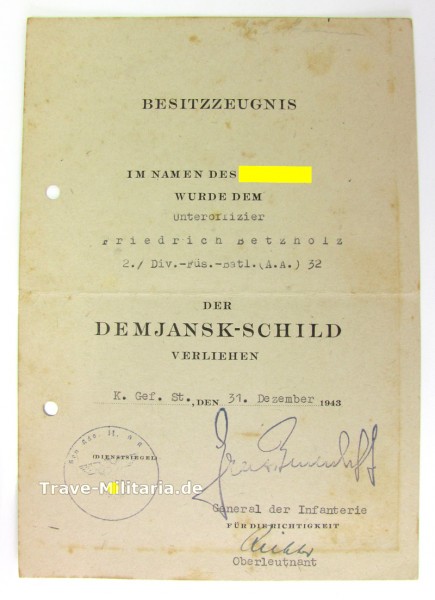 BESITZZEUGNIS
IM NAMEN DES
WURDE DEM
Unteroffizier
Friedrich Betzholz
2./ Div.-Füs.-Batl.(A.A.) 32
DER
DEMJANSK-SCHILD
VERLIEHEN
K. Gef. St., DEN 31. Dezember 1943
(DIENSTSIEGEL)
Trave-Militaria.de
General der Infanterie
FÜR DIE RICHTIGKEIT
Oberleutnant